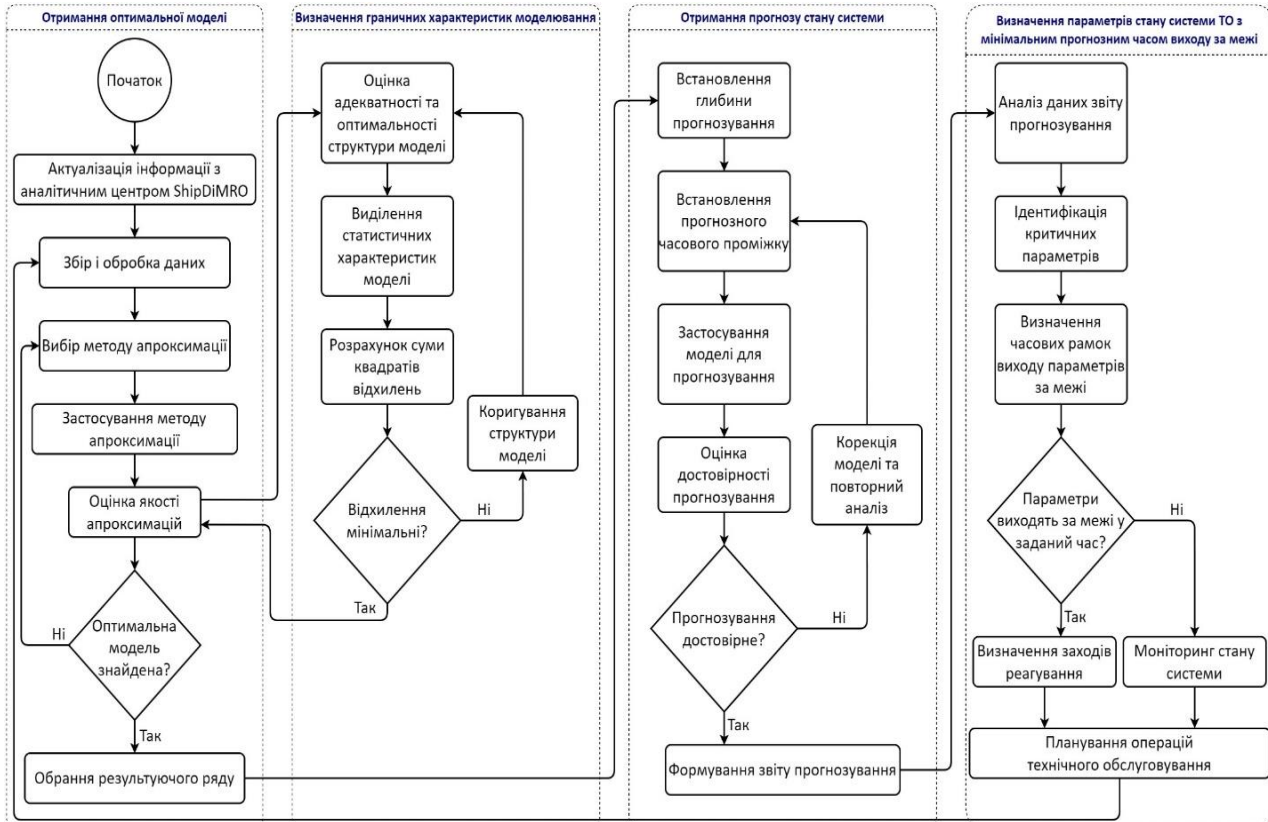 Отримання оптимальної моделі
Початок
Актуалізація інформації з
аналітичним центром ShipDiMRO
Збір і обробка даних
Вибір методу апроксимації
Застосування методу
апроксимації
Оцінка якості
апроксимацій
Ні
Оптимальна
модель
знайдена?
Так
Обрання результуючого ряду
Визначення граничних характеристик моделювання
Оцінка
адекватності та
оптимальності
структури моделі
Виділення
статистичних
характеристик
моделі
Розрахунок суми
квадратів
відхилень
Коригування
структури
моделі
Відхилення
мінімальні?
Ні
Так
Отримання прогнозу стану системи
Встановлення
глибини
прогнозування
Встановлення
прогнозного
часового проміжку
Застосування
моделі для
прогнозування
Оцінка
достовірності
прогнозування
Корекція
моделі та
повторний
аналіз
Прогнозування
достовірне?
Ні
Так
Формування звіту прогнозування
Визначення параметрів стану системи ТО з
мінімальним прогнозним часом виходу за межі
Аналіз даних звіту
прогнозування
Ідентифікація
критичних
параметрів
Визначення
часових рамок
виходу параметрів
за межі
Параметри
виходять за межі у
заданий час?
Ні
Так
Визначення заходів
реагування
Моніторинг стану
системи
Планування операцій
технічного обслуговування